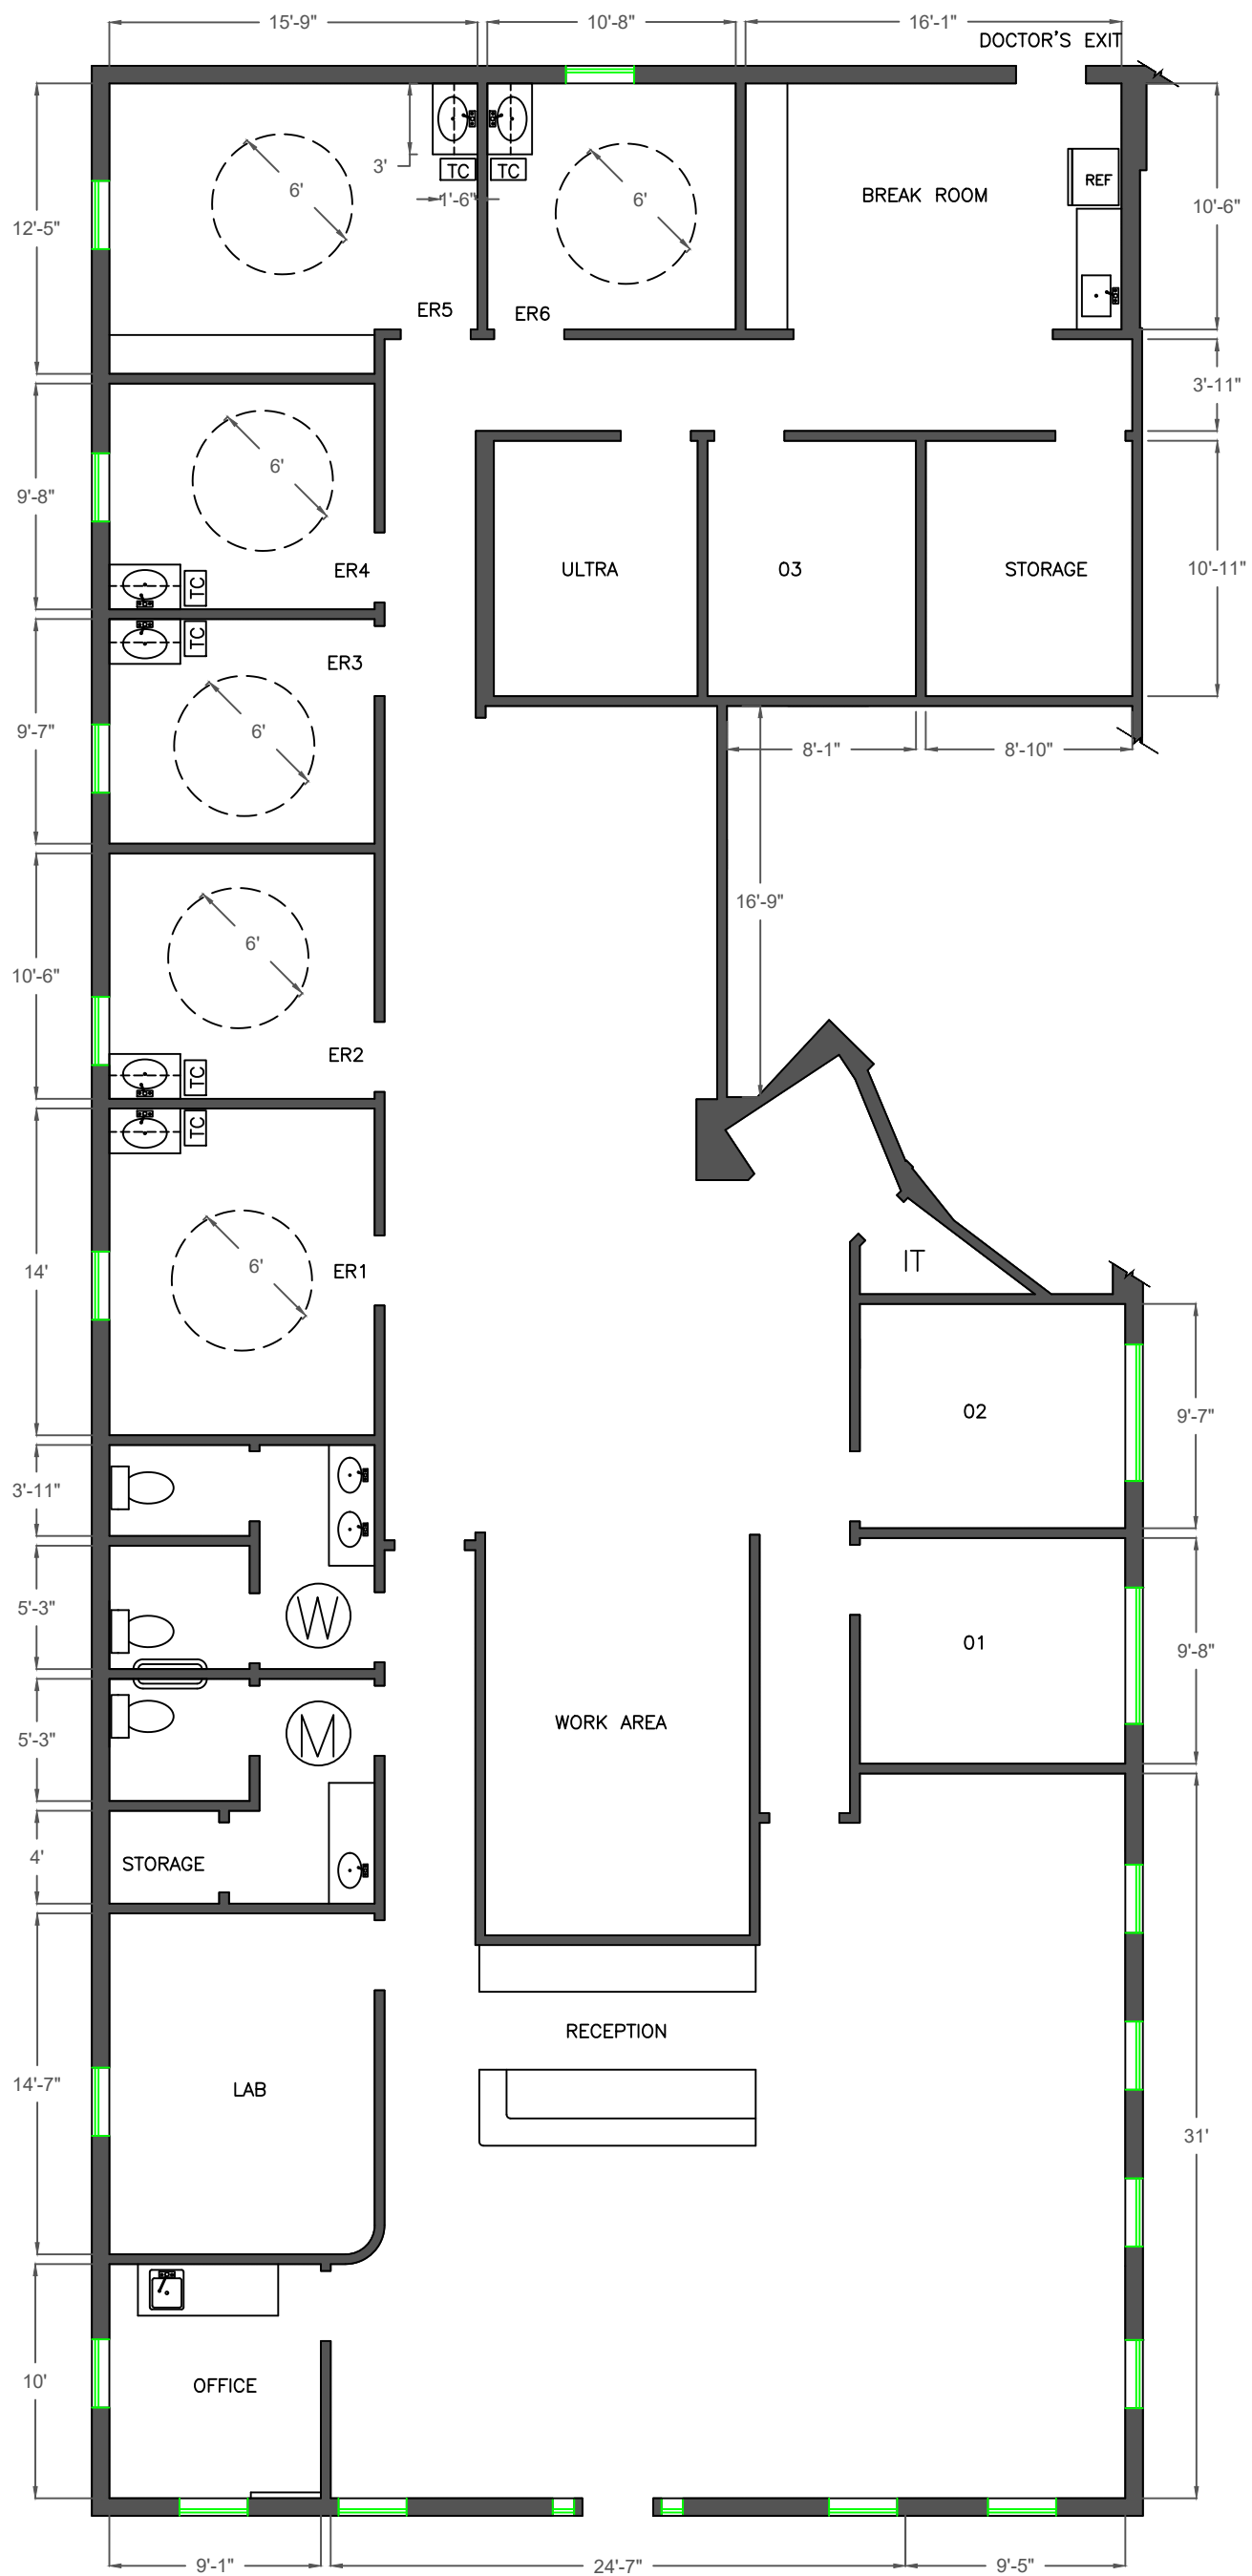 15'-9"
10'-8"
16'-1"
DOCTOR'S EXIT
3'
TC
TC
1'-6"
6'
6'
REF
BREAK ROOM
12'-5"
10'-6"
ER5
ER6
3'-11"
6'
9'-8"
ER4
TC
ULTRA
03
STORAGE
10'-11"
TC
ER3
6'
9'-7"
8'-1"
8'-10"
16'-9"
6'
10'-6"
ER2
TC
TC
6'
14'
ER1
IT
02
9'-7"
3'-11"
5'-3"
W
01
9'-8"
5'-3"
M
WORK AREA
4'
STORAGE
RECEPTION
14'-7"
LAB
31'
10'
OFFICE
9'-1"
24'-7"
9'-5"